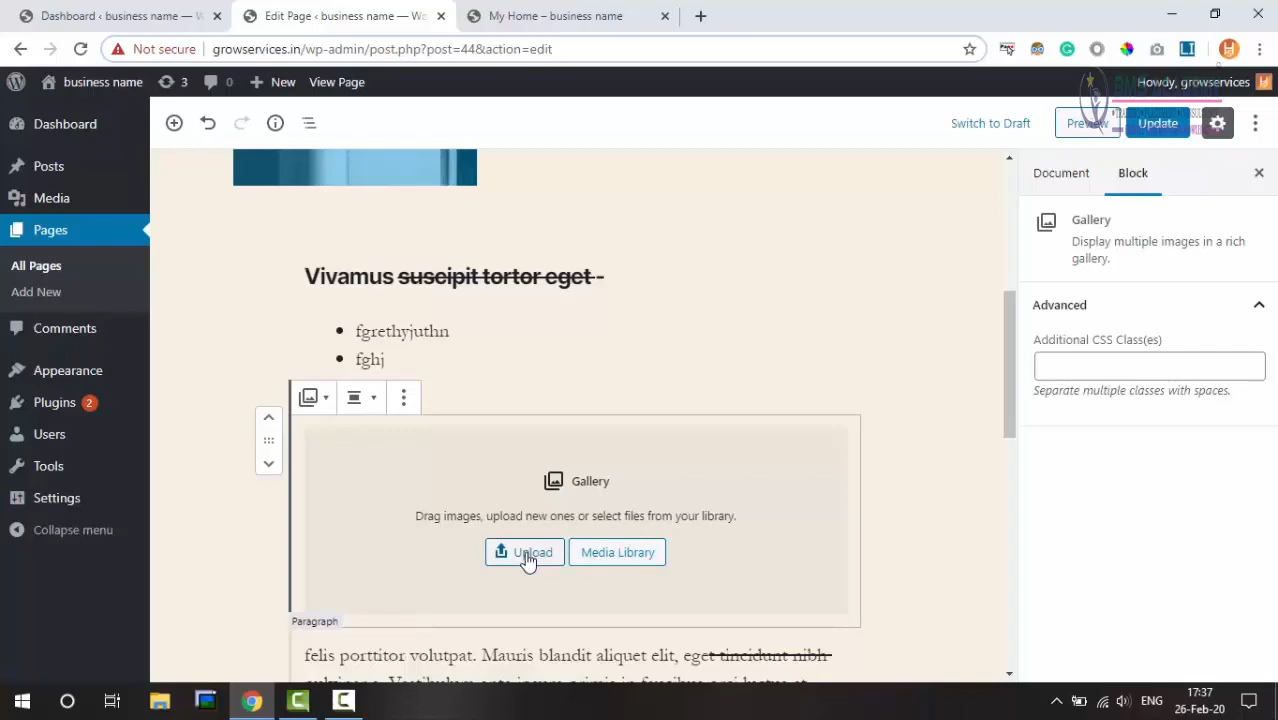 Dashboard ‹ business name — W
Edit Page ‹ business name — Wo
My Home – business name
Not secure
growservices.in/wp-admin/post.php?post=44&action=edit
business name
3
0
New
View Page
Howdy, growservices
Dashboard
Posts
Media
Pages
All Pages
Add New
Comments
Appearance
Plugins 2
Users
Tools
Settings
Collapse menu
Switch to Draft
Preview
Update
Document
Block
Gallery
Display multiple images in a rich
gallery.
Advanced
Additional CSS Class(es)
Separate multiple classes with spaces.
Vivamus suscipit tortor eget -
fgrethyjuthn
fghj
Gallery
Drag images, upload new ones or select files from your library.
Upload
Media Library
Paragraph
felis porttitor volutpat. Mauris blandit aliquet elit, eget tincidunt nibh
ENG
17:37
26-Feb-20